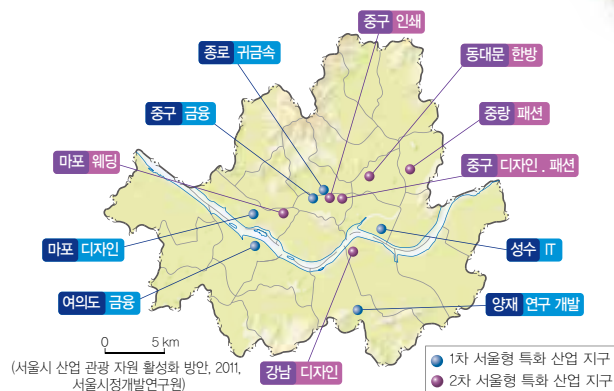 중구 인쇄
종로 귀금속
동대문 한방
중구 금융
중랑 패션
마포 웨딩
중구 디자인 . 패션
마포 디자인
성수 IT
여의도 금융
양재 연구 개발
강남 디자인
0 5 km
(서울시 산업 관광 자원 활성화 방안, 2011,
서울시정개발연구원)
1차 서울형 특화 산업 지구
2차 서울형 특화 산업 지구